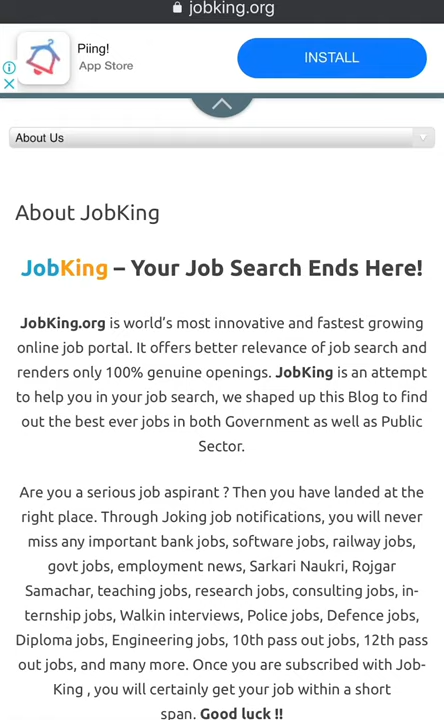 jobking.org
Piing!
App Store
INSTALL
About Us
About JobKing
JobKing – Your Job Search Ends Here!
JobKing.org is world’s most innovative and fastest growing
online job portal. It offers better relevance of job search and
renders only 100% genuine openings. JobKing is an attempt
to help you in your job search, we shaped up this Blog to find
out the best ever jobs in both Government as well as Public
Sector.
Are you a serious job aspirant ? Then you have landed at the
right place. Through Joking job notifications, you will never
miss any important bank jobs, software jobs, railway jobs,
govt jobs, employment news, Sarkari Naukri, Rojgar
Samachar, teaching jobs, research jobs, consulting jobs, in-
ternship jobs, Walkin interviews, Police jobs, Defence jobs,
Diploma jobs, Engineering jobs, 10th pass out jobs, 12th pass
out jobs, and many more. Once you are subscribed with Job-
King , you will certainly get your job within a short
span. Good luck !!